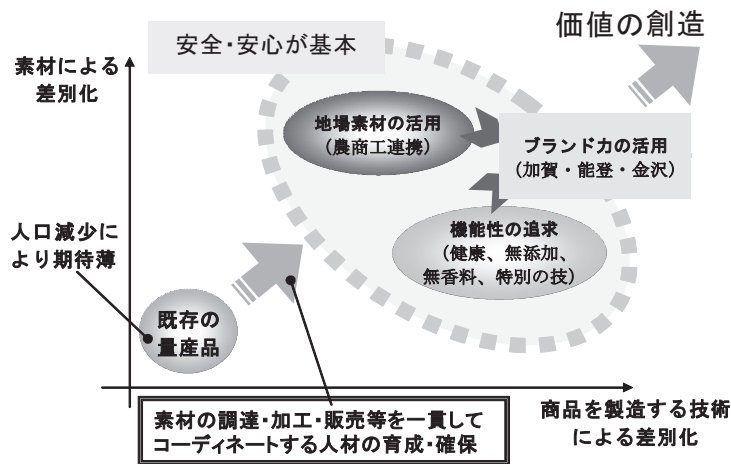 価値の創造
安全・安心が基本
素材による
差別化
地場素材の活用
（農商工連携）
ブランド力の活用
（加賀・能登・金沢）
機能性の追求
（健康、無添加、
無香料、特別の技）
人口減少に
より期待薄
既存の
量産品
素材の調達・加工・販売等を一貫して
コーディネートする人材の育成・確保
商品を製造する技術
による差別化